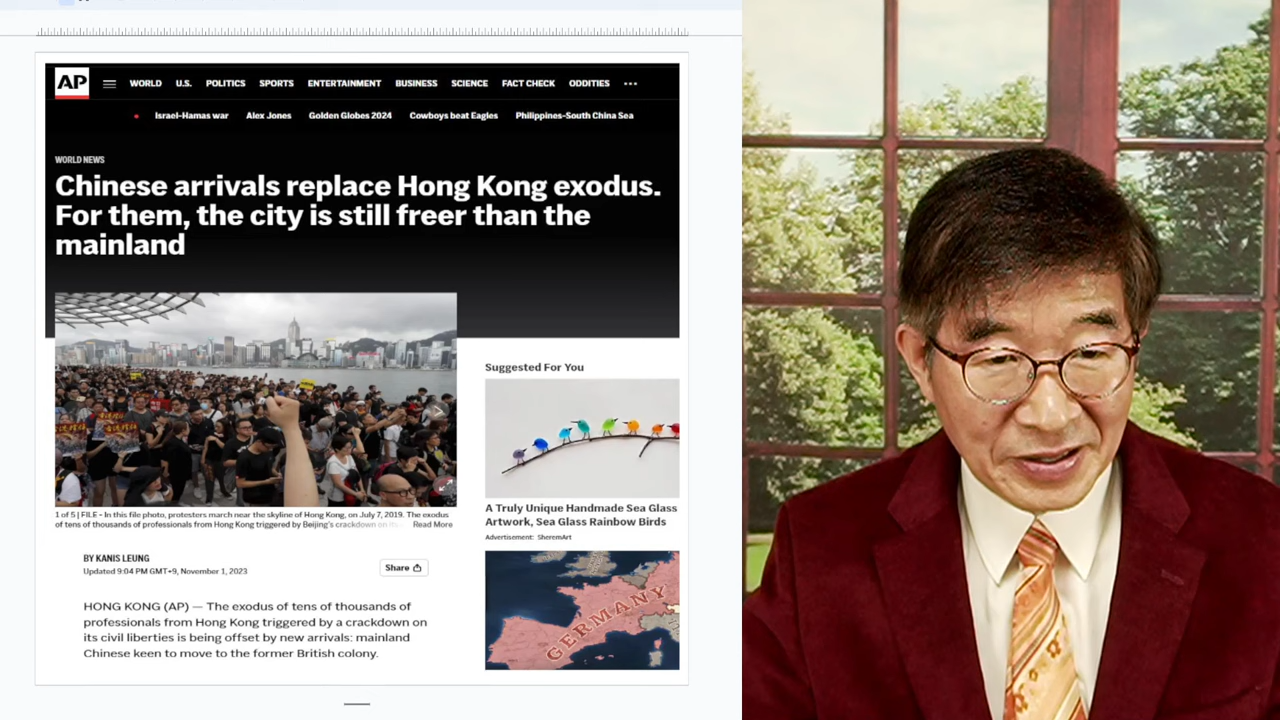 AP
WORLD U.S. POLITICS SPORTS ENTERTAINMENT BUSINESS SCIENCE FACT CHECK ODDITIES
Israel-Hamas war Alex Jones Golden Globes 2024 Cowboys beat Eagles Philippines-South China Sea
WORLD NEWS
Chinese arrivals replace Hong Kong exodus.
For them, the city is still freer than the
mainland
1 of 5 | FILE - In this file photo, protesters march near the skyline of Hong Kong, on July 7, 2019. The exodus
of tens of thousands of professionals from Hong Kong triggered by Beijing's crackdown on its Read More
BY KANIS LEUNG
Updated 9:04 PM GMT+9, November 1, 2023
Share
HONG KONG (AP) — The exodus of tens of thousands of
professionals from Hong Kong triggered by a crackdown on
its civil liberties is being offset by new arrivals: mainland
Chinese keen to move to the former British colony.
Suggested For You
A Truly Unique Handmade Sea Glass
Artwork, Sea Glass Rainbow Birds
Advertisement: SheremArt
GERMANY